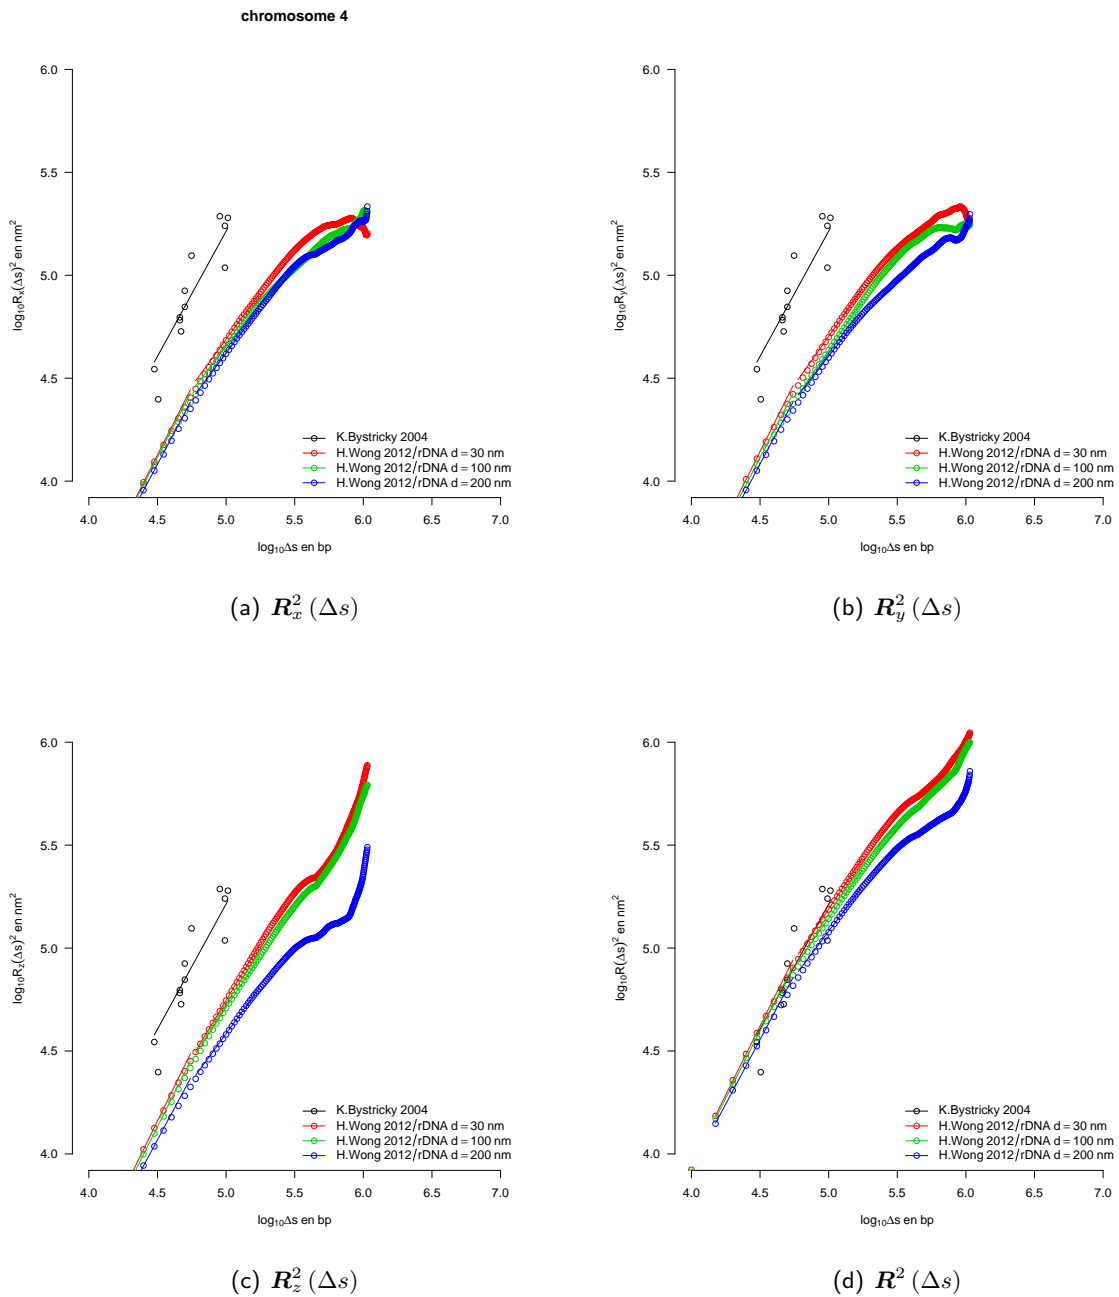 chromosome 4
6.0
5.5
5.0
4.5
4.0
log₁₀Rₓ(Δs)² en nm²
K.Bystricky 2004
H.Wong 2012/rDNA d = 30 nm
H.Wong 2012/rDNA d = 100 nm
H.Wong 2012/rDNA d = 200 nm
4.0 4.5 5.0 5.5 6.0 6.5 7.0
log₁₀Δs en bp
(a) R²ₓ (Δs)
6.0
5.5
5.0
4.5
4.0
log₁₀R_y(Δs)² en nm²
K.Bystricky 2004
H.Wong 2012/rDNA d = 30 nm
H.Wong 2012/rDNA d = 100 nm
H.Wong 2012/rDNA d = 200 nm
4.0 4.5 5.0 5.5 6.0 6.5 7.0
log₁₀Δs en bp
(b) R²_y (Δs)
6.0
5.5
5.0
4.5
4.0
log₁₀R_z(Δs)² en nm²
K.Bystricky 2004
H.Wong 2012/rDNA d = 30 nm
H.Wong 2012/rDNA d = 100 nm
H.Wong 2012/rDNA d = 200 nm
4.0 4.5 5.0 5.5 6.0 6.5 7.0
log₁₀Δs en bp
(c) R²_z (Δs)
6.0
5.5
5.0
4.5
4.0
log₁₀R(Δs)² en nm²
K.Bystricky 2004
H.Wong 2012/rDNA d = 30 nm
H.Wong 2012/rDNA d = 100 nm
H.Wong 2012/rDNA d = 200 nm
4.0 4.5 5.0 5.5 6.0 6.5 7.0
log₁₀Δs en bp
(d) R² (Δs)